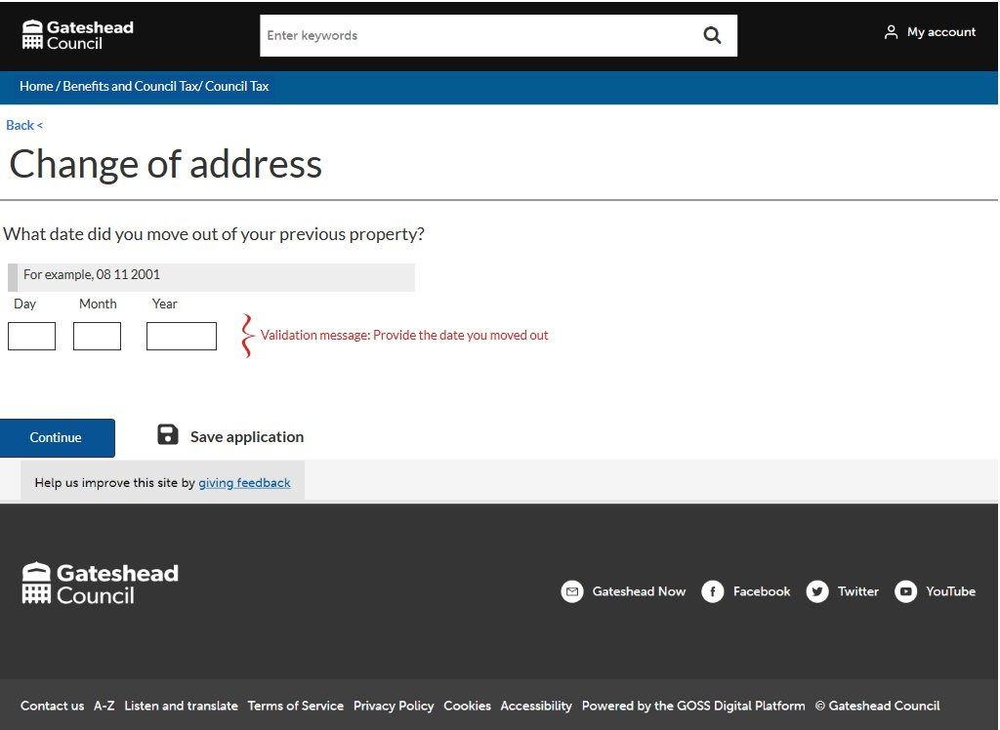 Gateshead
Council
Enter keywords
My account
Home / Benefits and Council Tax/ Council Tax
Back <
Change of address
What date did you move out of your previous property?
For example, 08 11 2001
Day Month Year
Validation message: Provide the date you moved out
Continue
Save application
Help us improve this site by giving feedback
Gateshead
Council
Gateshead Now Facebook Twitter YouTube
Contact us A-Z Listen and translate Terms of Service Privacy Policy Cookies Accessibility Powered by the GOSS Digital Platform © Gateshead Council